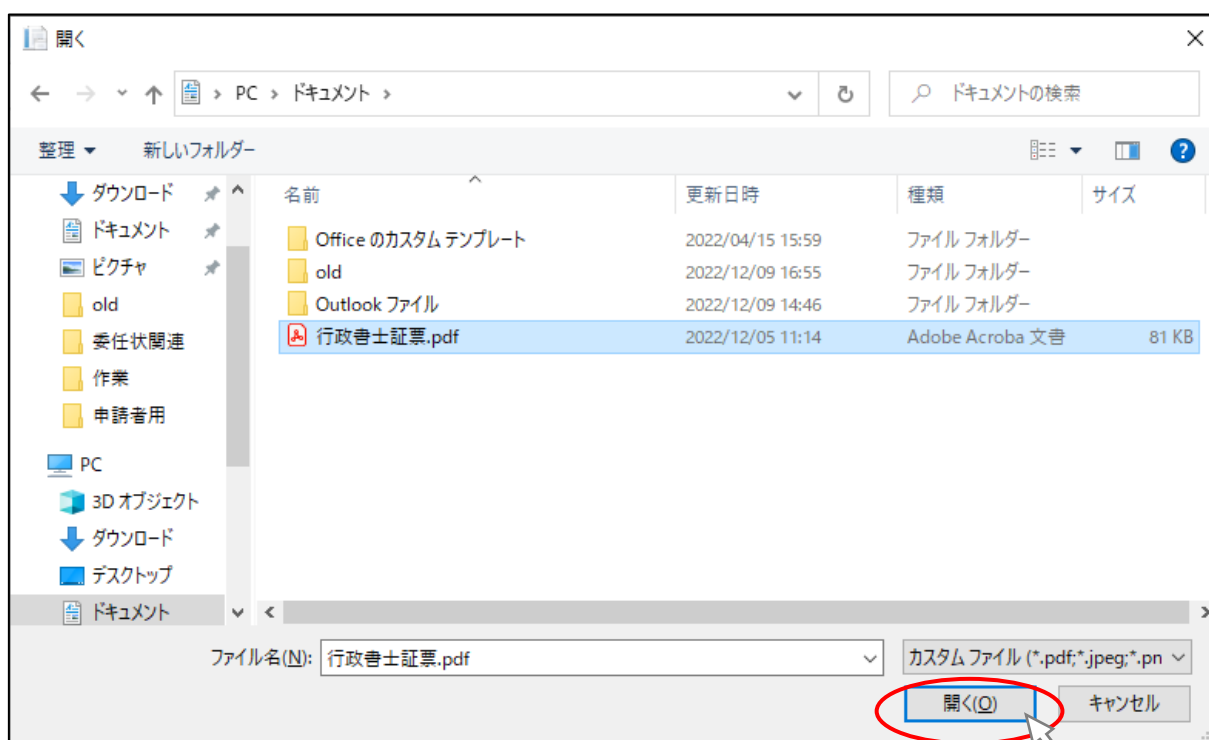 開く
PC › ドキュメント ›
ドキュメントの検索
整理
新しいフォルダー
ダウンロード
ドキュメント
ピクチャ
old
委任状関連
作業
申請者用
PC
3D オブジェクト
ダウンロード
デスクトップ
ドキュメント
名前 更新日時 種類 サイズ
Office のカスタム テンプレート 2022/04/15 15:59 ファイル フォルダー
old 2022/12/09 16:55 ファイル フォルダー
Outlook ファイル 2022/12/09 14:46 ファイル フォルダー
行政書士証票.pdf 2022/12/05 11:14 Adobe Acroba 文書 81 KB
ファイル名(N): 行政書士証票.pdf カスタム ファイル (*.pdf;*.jpeg;*.pn
開く(O) キャンセル